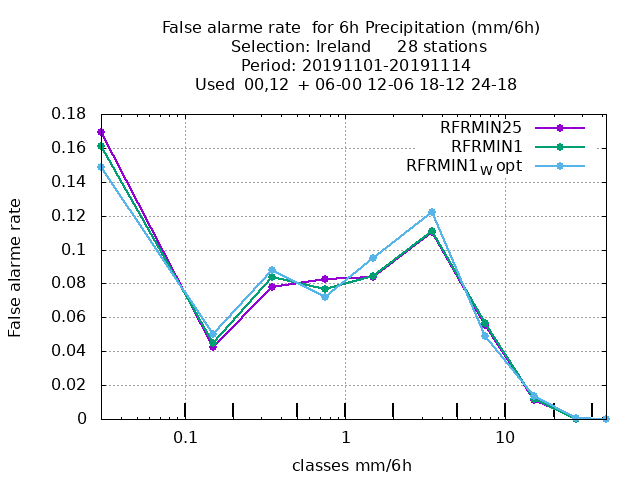 False alarme rate  for 6h Precipitation (mm/6h)
Selection: Ireland     28 stations
Period: 20191101-20191114
Used  00,12  + 06-00 12-06 18-12 24-18
RFRMIN25
RFRMIN1
RFRMIN1W opt
0.18
0.16
0.14
0.12
0.1
0.08
0.06
0.04
0.02
0
False alarme rate
0.1 1 10
classes mm/6h